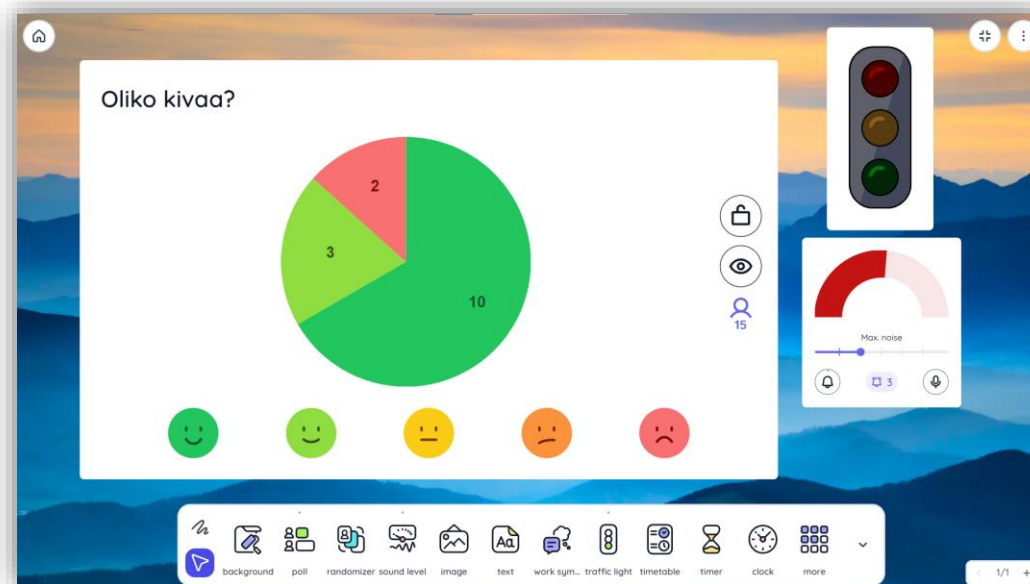 Oliko kivaa?
2
3
10
15
Max. noise
3
background
poll
randomizer
sound level
image
text
work sym...
traffic light
timetable
timer
clock
more
1/1